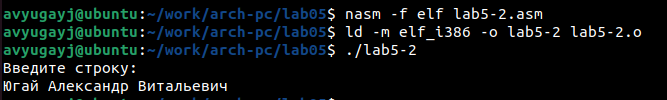 avyugayj@ubuntu:~/work/arch-pc/lab05$ nasm -f elf lab5-2.asm
avyugayj@ubuntu:~/work/arch-pc/lab05$ ld -m elf_i386 -o lab5-2 lab5-2.o
avyugayj@ubuntu:~/work/arch-pc/lab05$ ./lab5-2
Введите строку:
Югай Александр Витальевич